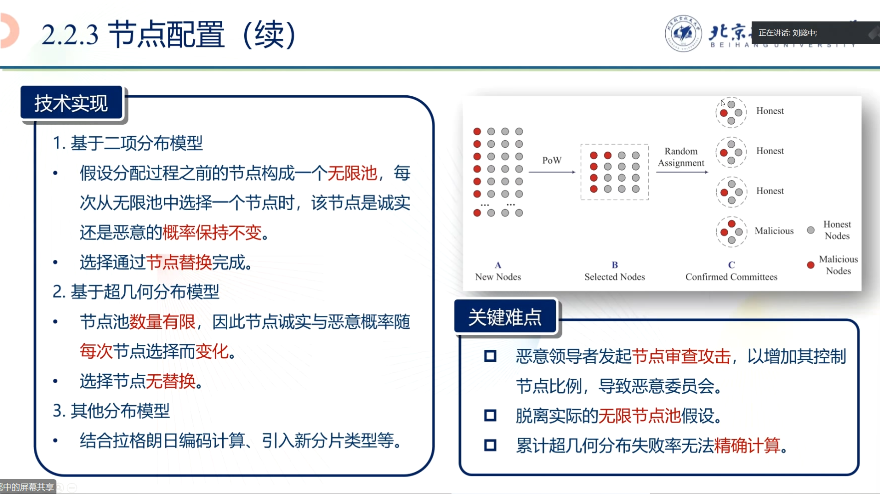 2.2.3 节点配置（续）
正在讲话: 刘懿中;
北京
BEIHANG UNIVERSITY
技术实现
1. 基于二项分布模型
• 假设分配过程之前的节点构成一个无限池，每
次从无限池中选择一个节点时，该节点是诚实
还是恶意的概率保持不变。
• 选择通过节点替换完成。
2. 基于超几何分布模型
• 节点池数量有限，因此节点诚实与恶意概率随
每次节点选择而变化。
• 选择节点无替换。
3. 其他分布模型
• 结合拉格朗日编码计算、引入新分片类型等。
PoW
Random
Assignment
Honest
Honest
Honest
Malicious
Honest
Nodes
Malicious
Nodes
... ...
A
New Nodes
B
Selected Nodes
C
Confirmed Committees
关键难点
恶意领导者发起节点审查攻击，以增加其控制
节点比例，导致恶意委员会。
脱离实际的无限节点池假设。
累计超几何分布失败率无法精确计算。
中的屏幕共享